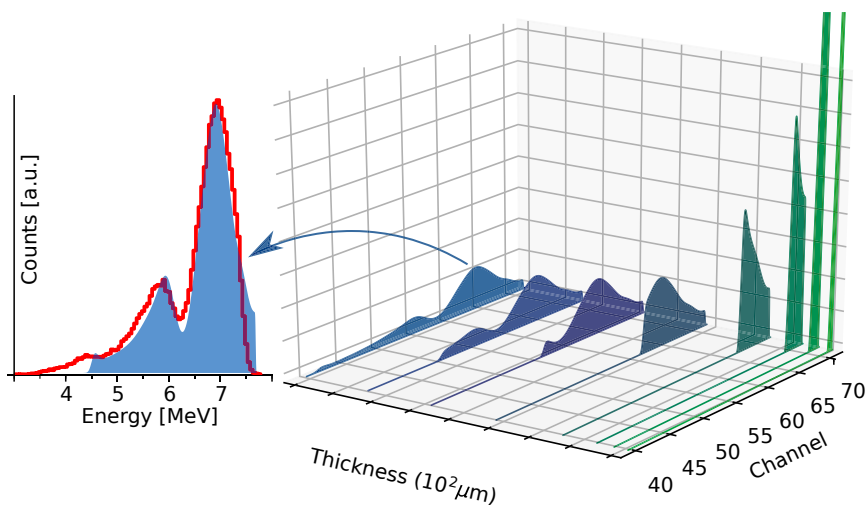 Counts [a.u.]
4 5 6 7
Energy [MeV]
Thickness (10²μm)
40 45 50 55 60 65 70
Channel